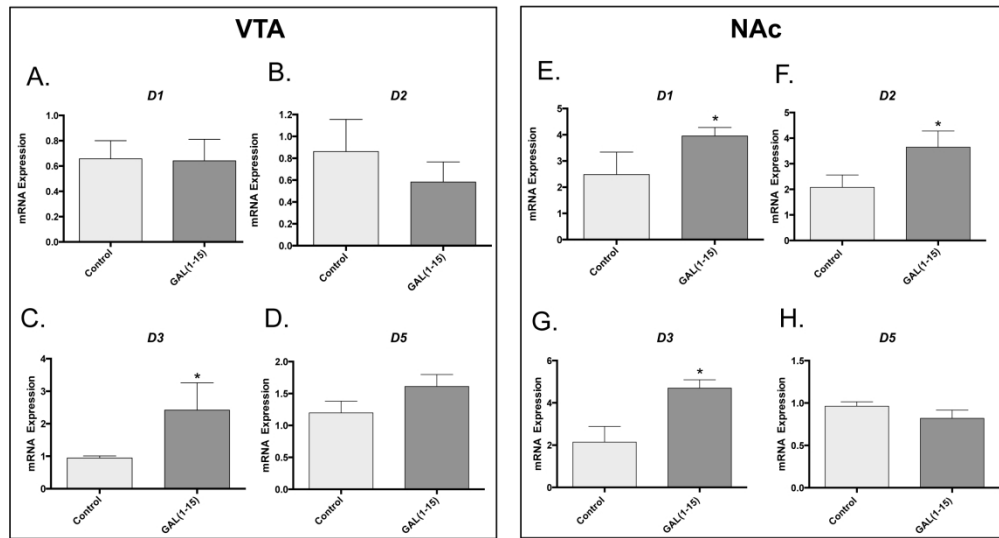 VTA
A.
D1
mRNA Expression
0.8
0.6
0.4
0.2
0.0
Control
GAL(1-15)
B.
D2
mRNA Expression
1.2
1.0
0.8
0.6
0.4
0.2
0.0
Control
GAL(1-15)
C.
D3
mRNA Expression
4
3
2
1
0
*
Control
GAL(1-15)
D.
D5
mRNA Expression
2.0
1.5
1.0
0.5
0.0
Control
GAL(1-15)
NAc
E.
D1
mRNA Expression
5
4
3
2
1
0
*
Control
GAL(1-15)
F.
D2
mRNA Expression
5
4
3
2
1
0
*
Control
GAL(1-15)
G.
D3
mRNA Expression
6
4
2
0
*
Control
GAL(1-15)
H.
D5
mRNA Expression
1.5
1.0
0.5
0.0
Control
GAL(1-15)